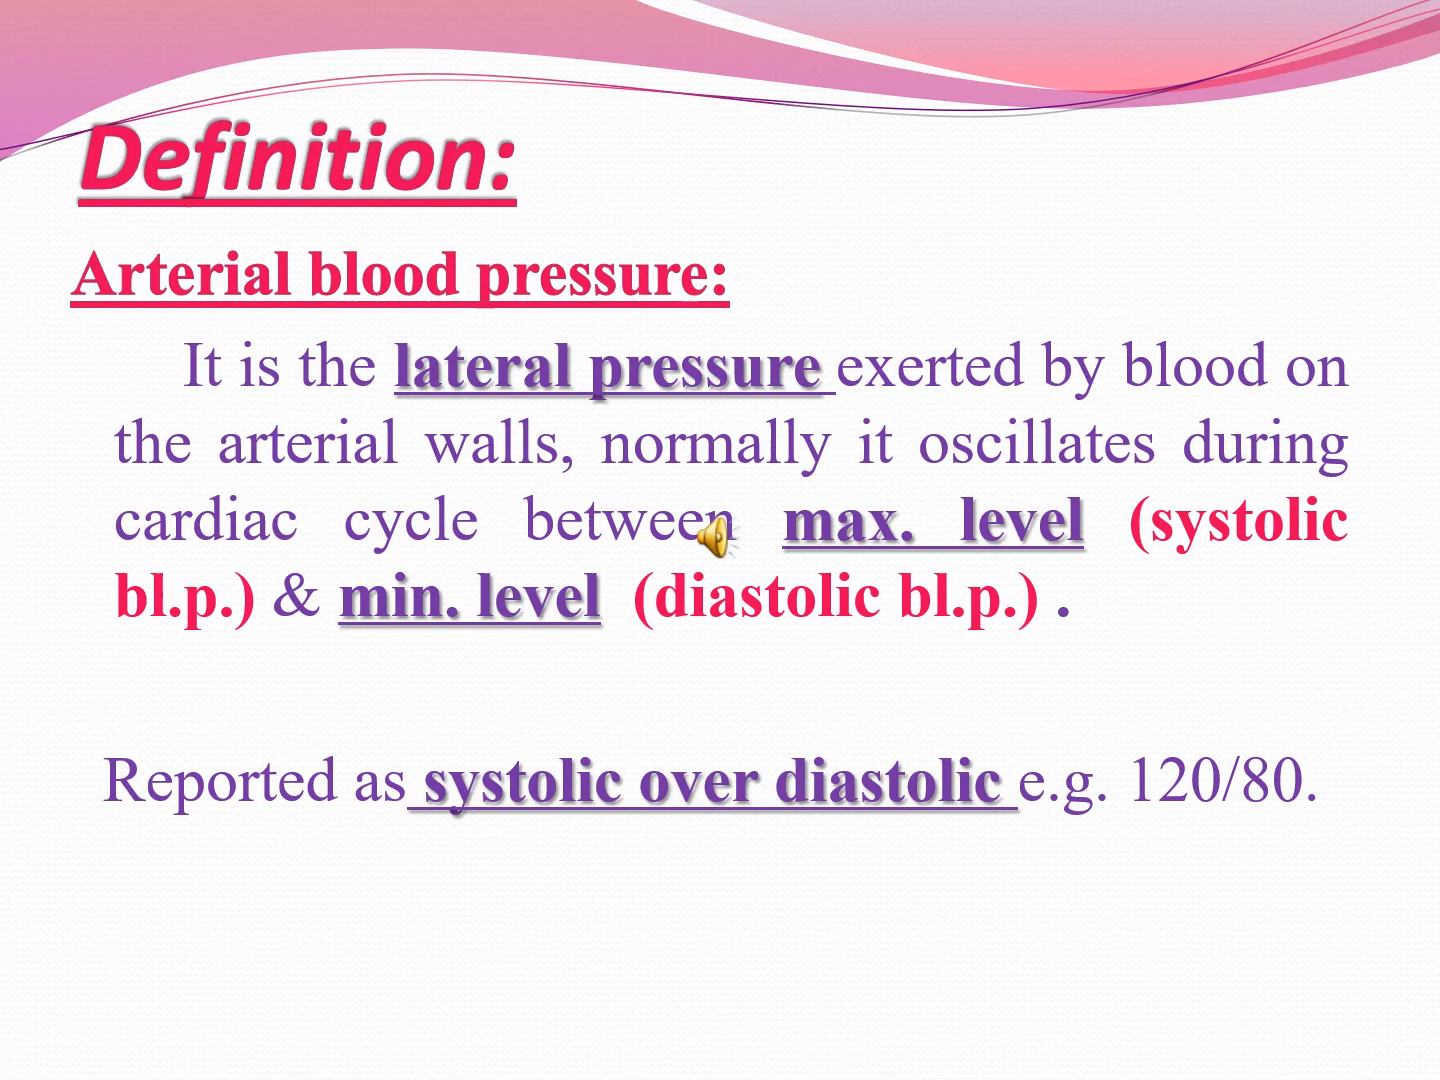 Definition:
Arterial blood pressure:
It is the lateral pressure exerted by blood on
the arterial walls, normally it oscillates during
cardiac cycle between max. level (systolic
bl.p.) & min. level (diastolic bl.p.) .
Reported as systolic over diastolic e.g. 120/80.